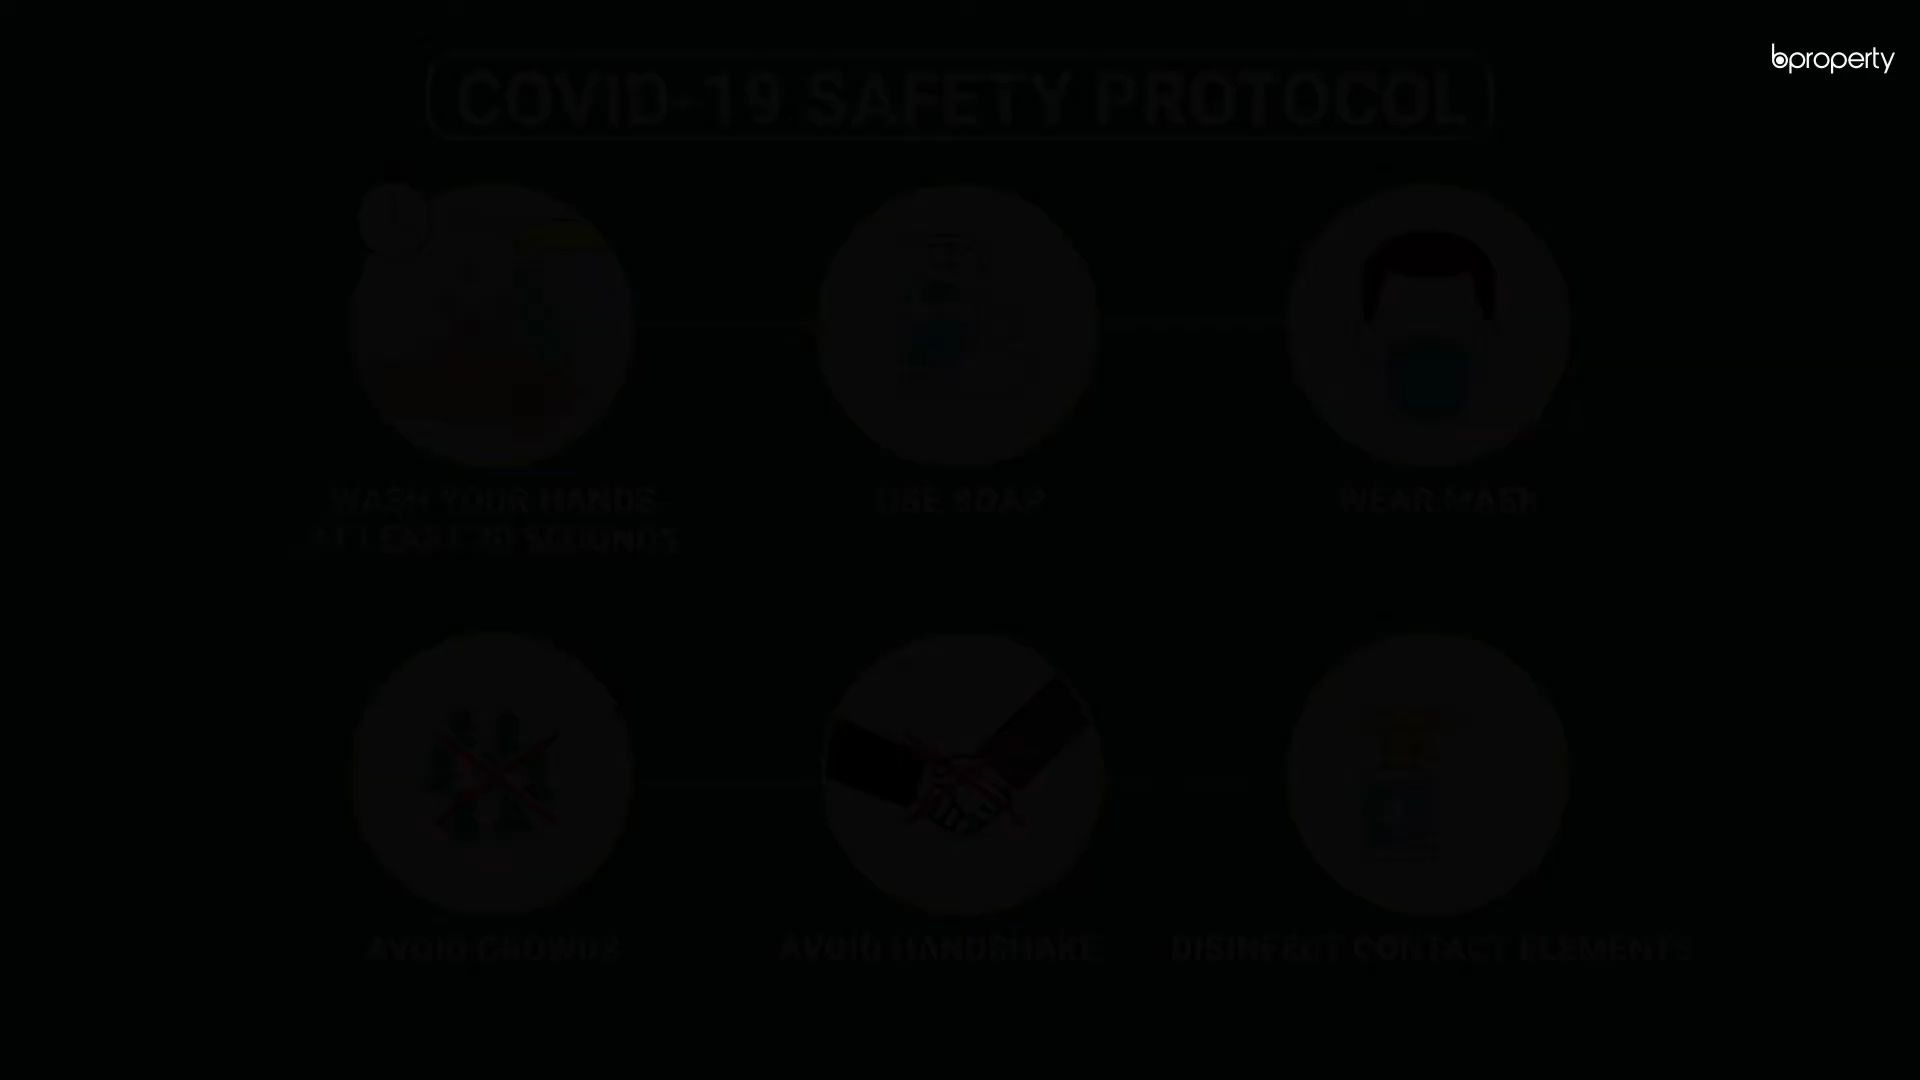 bproperty
COVID-19 SAFETY PROTOCOL
WASH YOUR HANDS
AT LEAST 20 SECONDS
USE SOAP
WEAR MASK
AVOID CROWDS
AVOID HANDSHAKE
DISINFECT CONTACT ELEMENTS